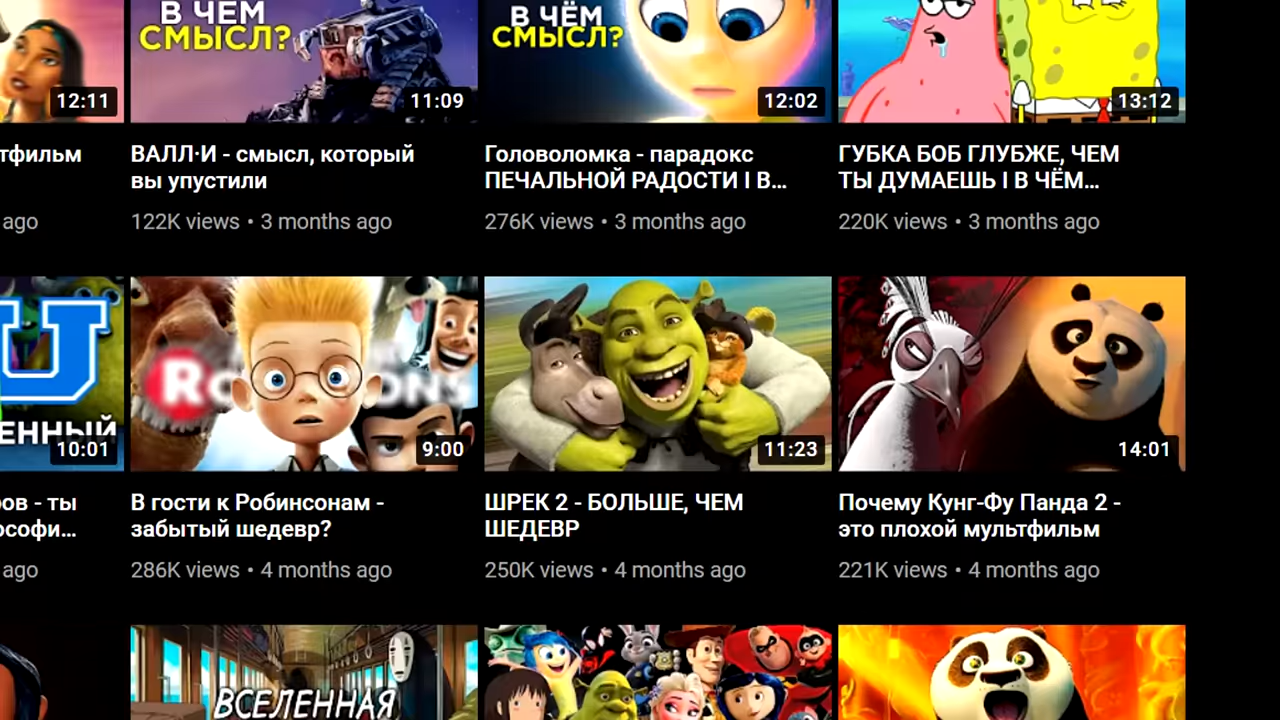 В ЧЕМ
СМЫСЛ?
В ЧЁМ
СМЫСЛ?
12:11
11:09
12:02
13:12
тфильм
ВАЛЛ·И - смысл, который
вы упустили
Головоломка - парадокс
ПЕЧАЛЬНОЙ РАДОСТИ I В...
ГУБКА БОБ ГЛУБЖЕ, ЧЕМ
ТЫ ДУМАЕШЬ I В ЧЁМ...
ago
122K views • 3 months ago
276K views • 3 months ago
220K views • 3 months ago
U
ЕННЫЙ
10:01
9:00
11:23
14:01
ов - ты
ософи...
В гости к Робинсонам -
забытый шедевр?
ШРЕК 2 - БОЛЬШЕ, ЧЕМ
ШЕДЕВР
Почему Кунг-Фу Панда 2 -
это плохой мультфильм
ago
286K views • 4 months ago
250K views • 4 months ago
221K views • 4 months ago
ВСЕЛЕННАЯ